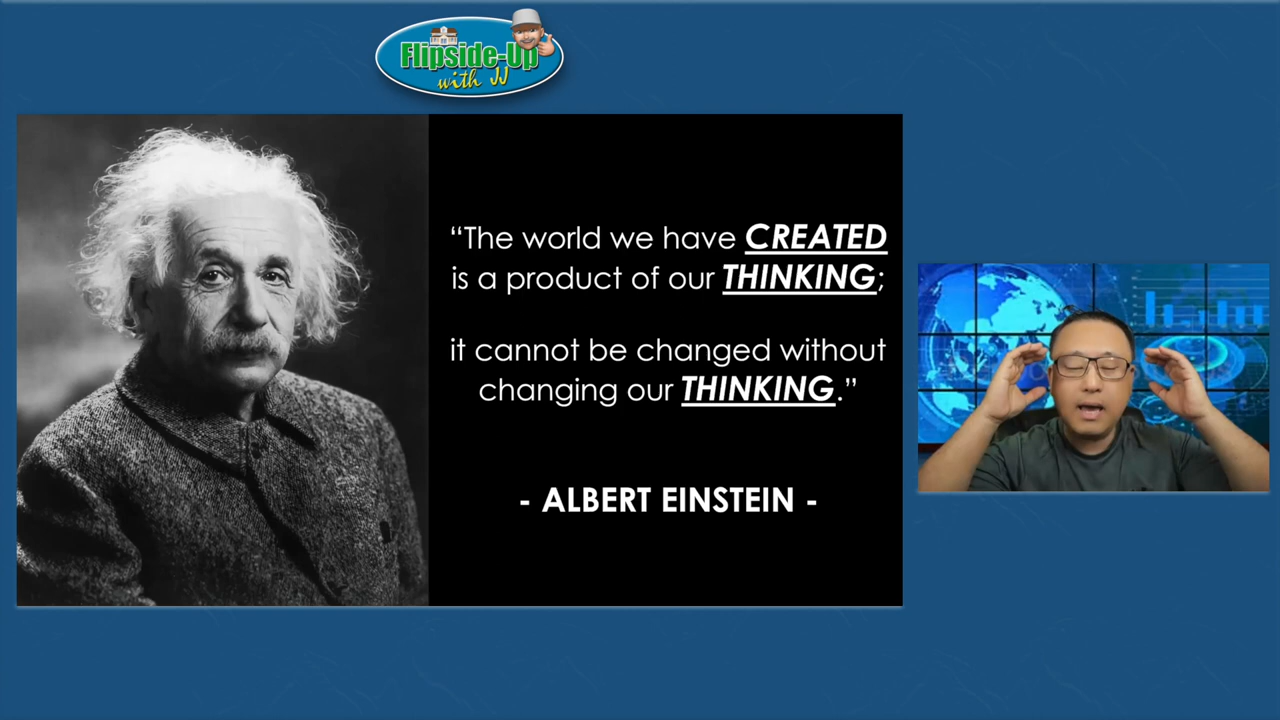 Flipside-Up
with JJ
“The world we have CREATED
is a product of our THINKING;
it cannot be changed without
changing our THINKING.”
- ALBERT EINSTEIN -